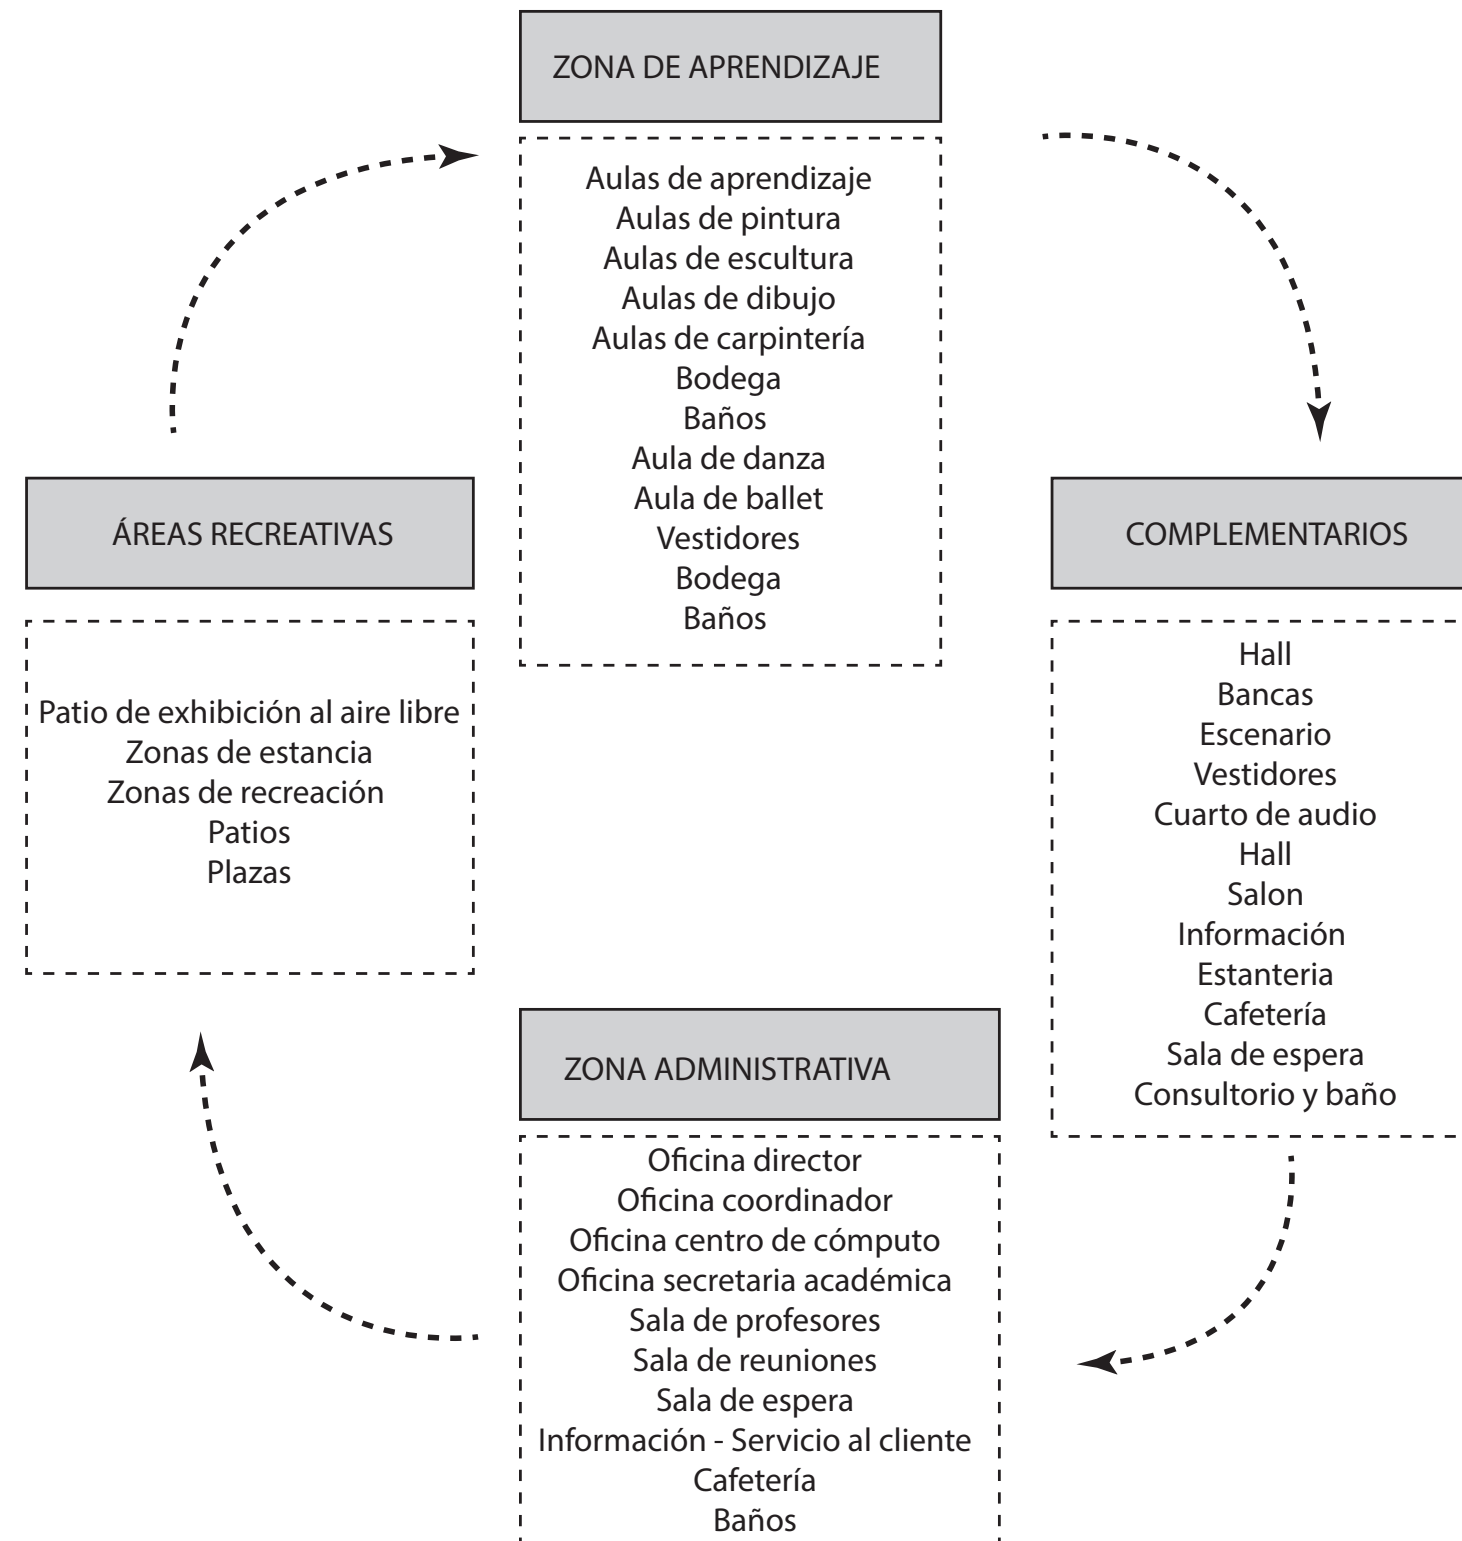 ZONA DE APRENDIZAJE
Aulas de aprendizaje
Aulas de pintura
Aulas de escultura
Aulas de dibujo
Aulas de carpintería
Bodega
Baños
Aula de danza
Aula de ballet
Vestidores
Bodega
Baños
ÁREAS RECREATIVAS
Patio de exhibición al aire libre
Zonas de estancia
Zonas de recreación
Patios
Plazas
COMPLEMENTARIOS
Hall
Bancas
Escenario
Vestidores
Cuarto de audio
Hall
Salon
Información
Estanteria
Cafetería
Sala de espera
Consultorio y baño
ZONA ADMINISTRATIVA
Oficina director
Oficina coordinador
Oficina centro de cómputo
Oficina secretaria académica
Sala de profesores
Sala de reuniones
Sala de espera
Información - Servicio al cliente
Cafetería
Baños